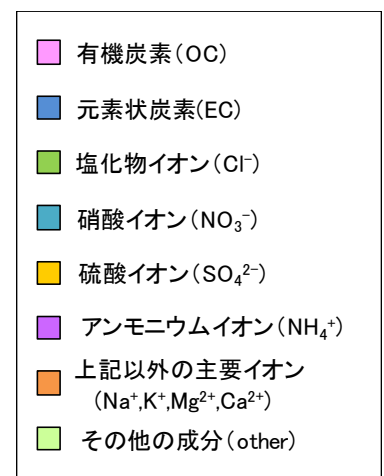 有機炭素（OC）
元素状炭素(EC)
塩化物イオン（Cl⁻）
硝酸イオン（NO₃⁻）
硫酸イオン（SO₄²⁻）
アンモニウムイオン（NH₄⁺）
上記以外の主要イオン
（Na⁺,K⁺,Mg²⁺,Ca²⁺）
その他の成分（other）